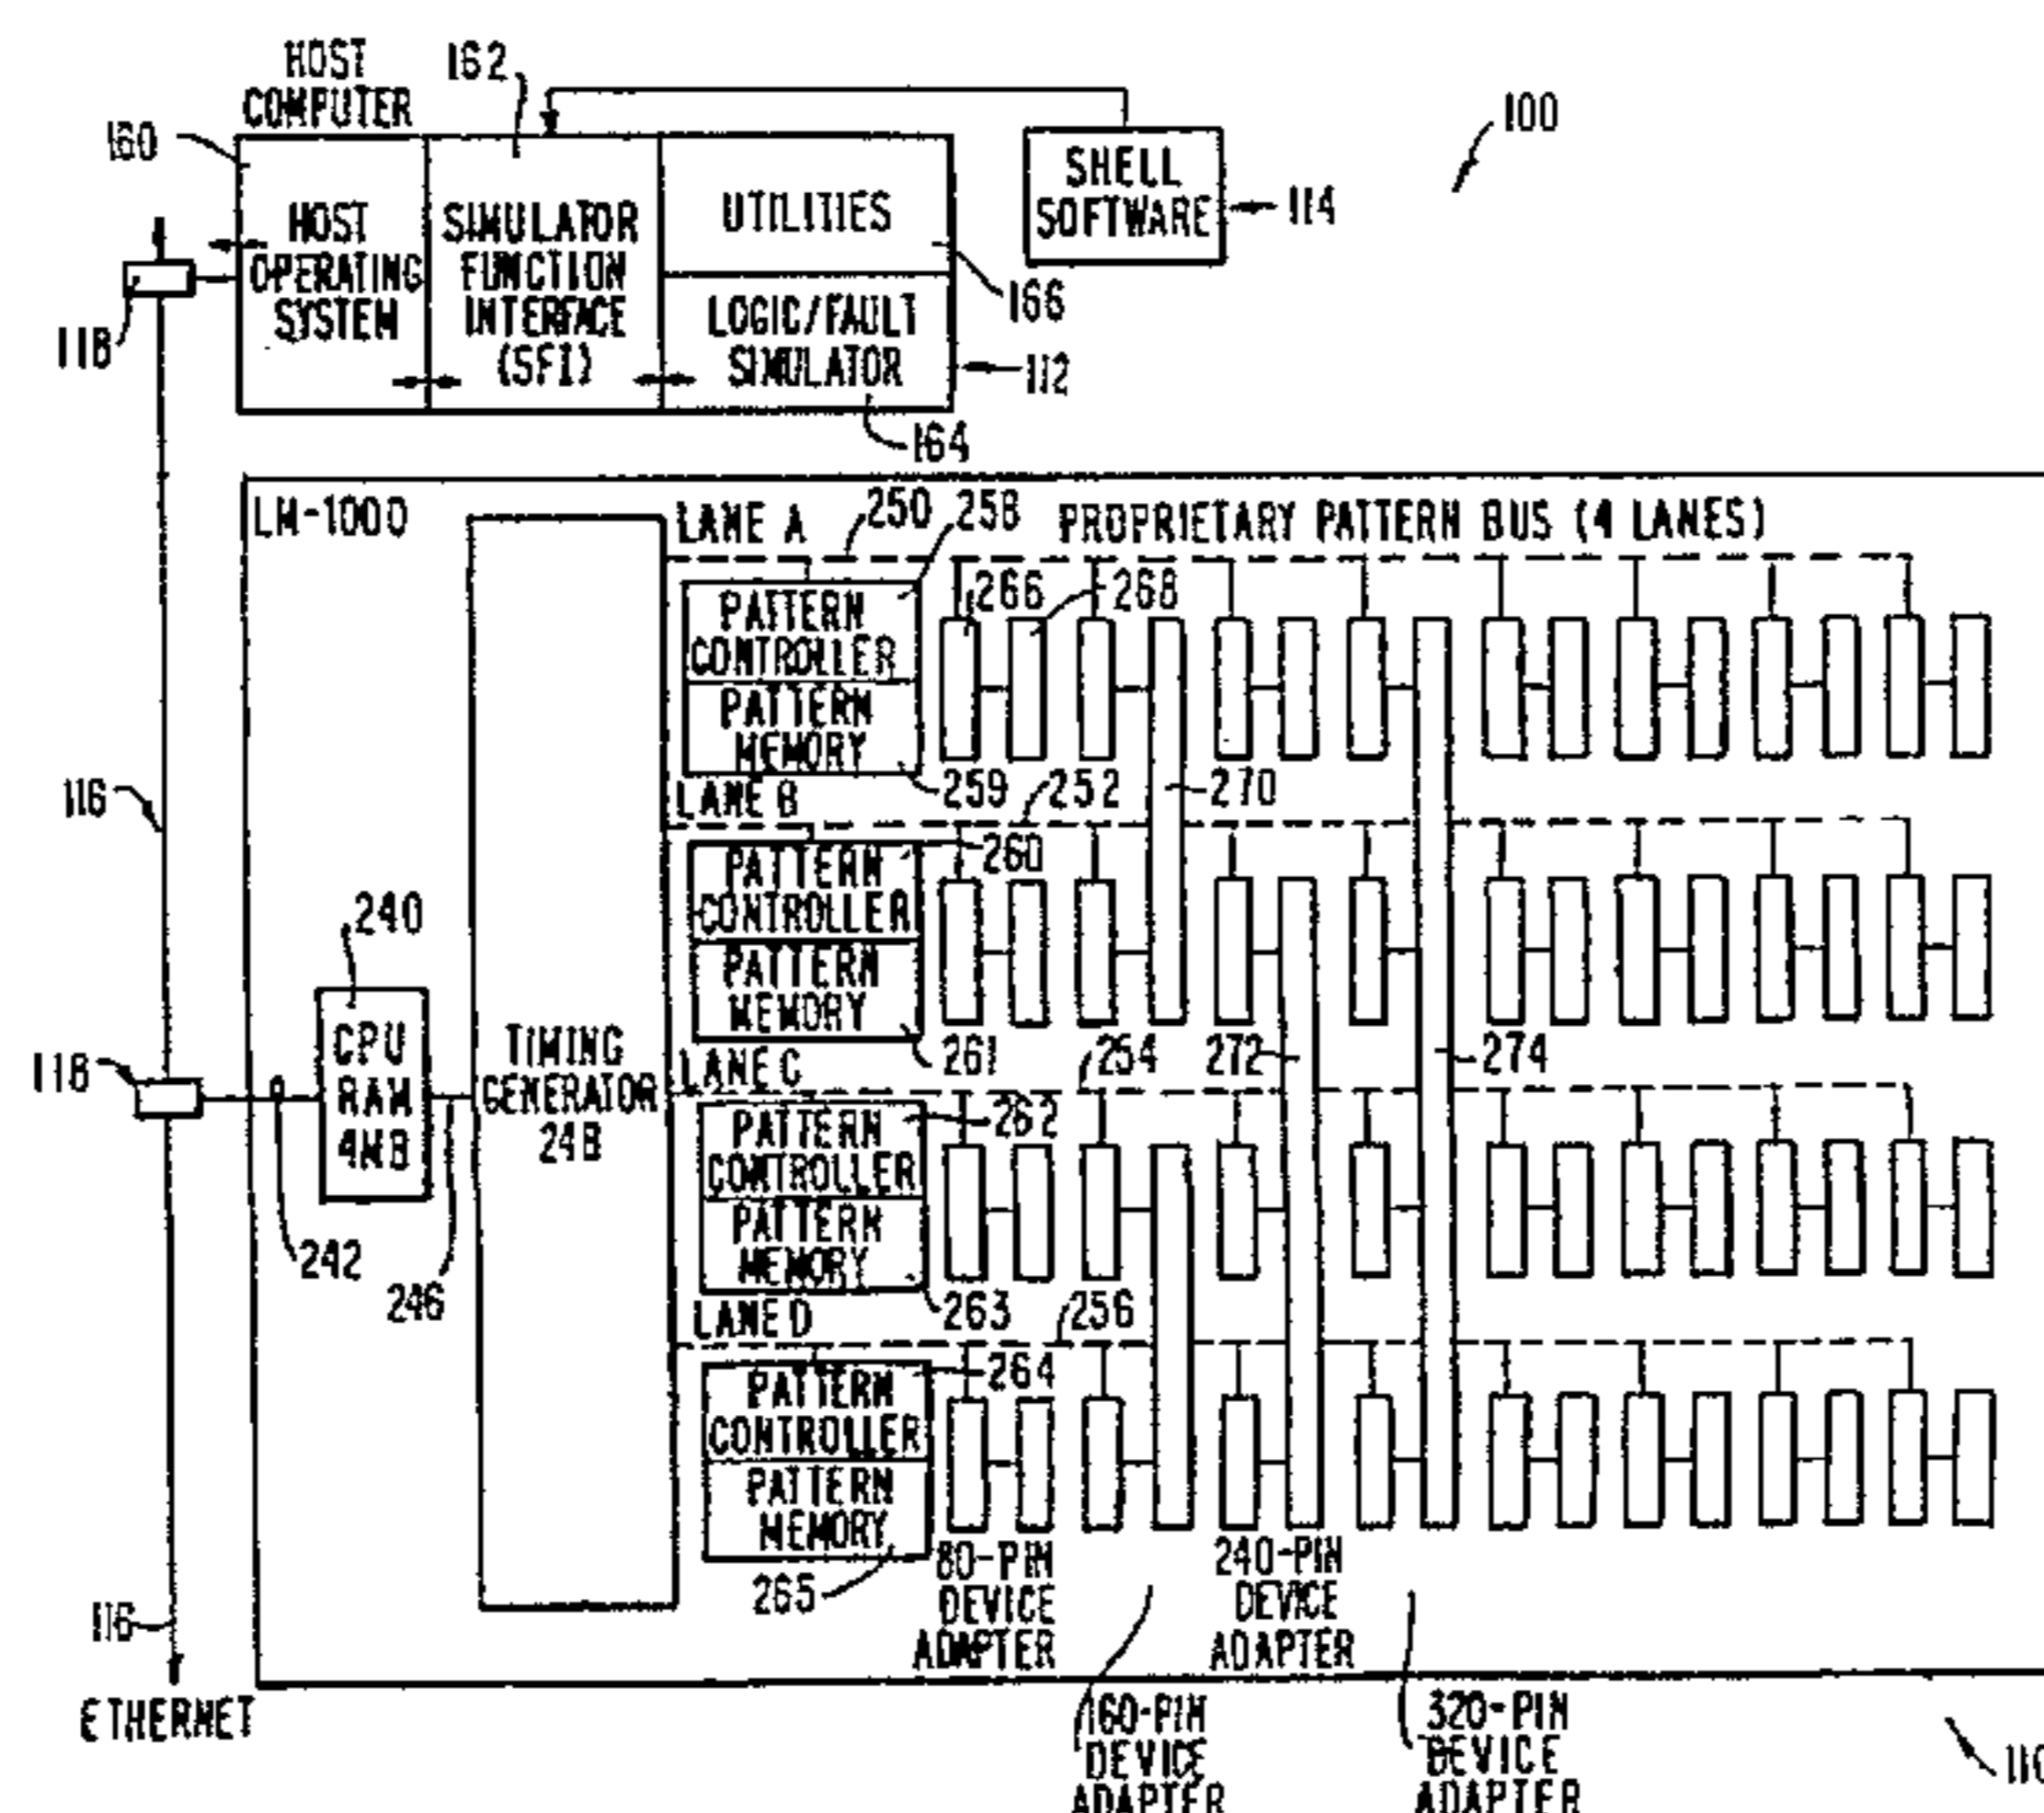 HOST
COMPUTER
162
160
100
SHELL
SOFTWARE
114
UTILITIES
HOST
OPERATING
SYSTEM
SIMULATOR
FUNCTION
INTERFACE
(SFI)
166
LOGIC/FAULT
SIMULATOR
118
112
164
LM-1000
LANE A
250
258
PROPRIETARY PATTERN BUS (4 LANES)
PATTERN
CONTROLLER
PATTERN
MEMORY
266
268
259
LANE B
252
270
116
PATTERN
CONTROLLER
PATTERN
MEMORY
260
240
CPU
RAM
4MB
TIMING
GENERATOR
248
261
LANE C
254
272
274
118
PATTERN
CONTROLLER
PATTERN
MEMORY
262
242
246
263
LANE D
256
PATTERN
CONTROLLER
PATTERN
MEMORY
264
265
80-PIN
DEVICE
ADAPTER
240-PIN
DEVICE
ADAPTER
116
ETHERNET
160-PIN
DEVICE
ADAPTER
320-PIN
DEVICE
ADAPTER
110